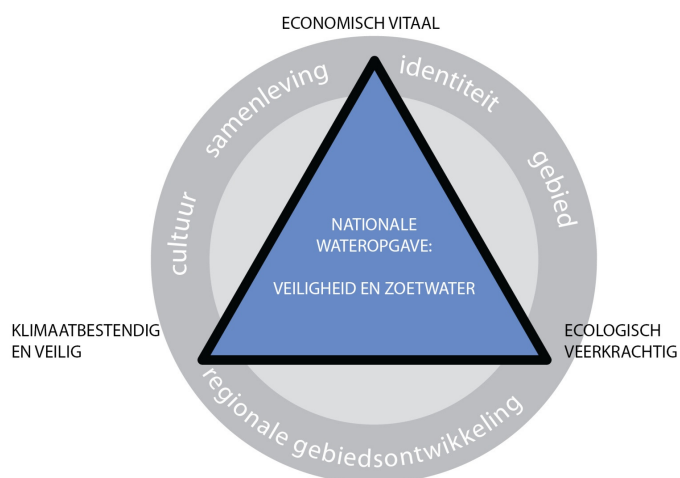 ECONOMISCH VITAAL
cultuur
samenleving
identiteit
gebied
NATIONALE
WATEROPGAVE:
VEILIGHEID EN ZOETWATER
KLIMAATBESTENDIG
EN VEILIG
ECOLOGISCH
VEERKRACHTIG
regionale gebiedsontwikkeling